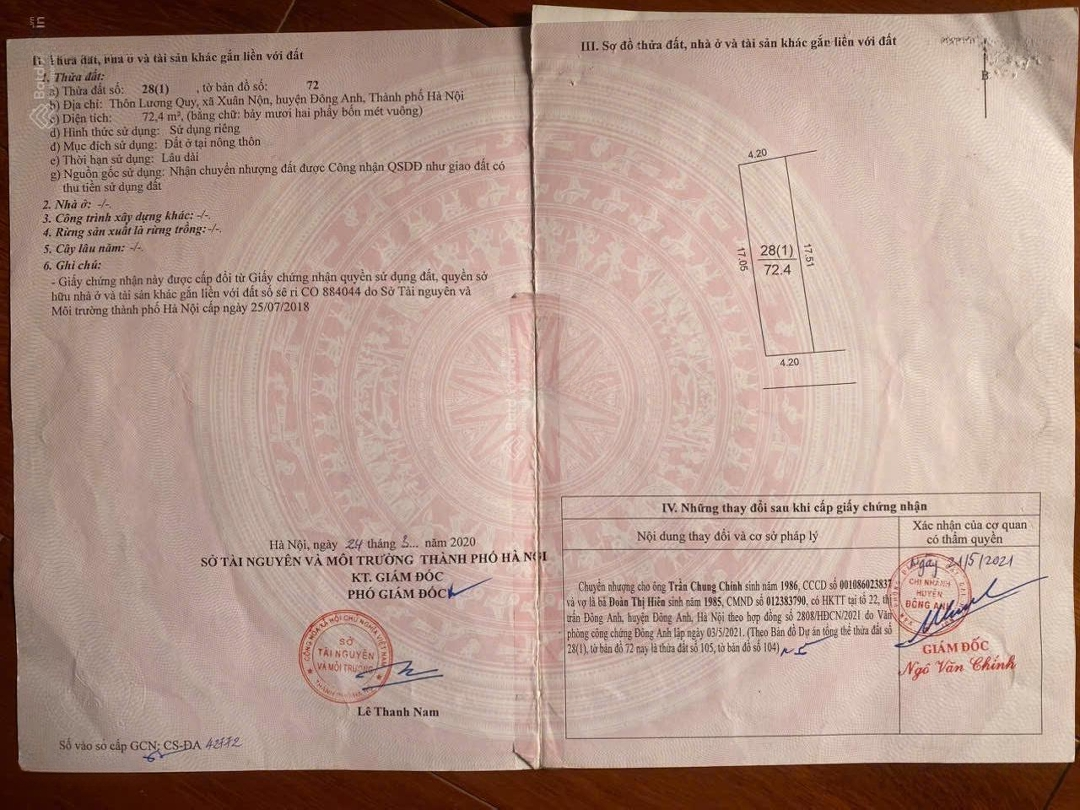 II. Thửa đất, nhà ở và tài sản khác gắn liền với đất
1. Thửa đất:
a) Thửa đất số: 28(1) , tờ bản đồ số: 72
b) Địa chỉ: Thôn Lương Quy, xã Xuân Nộn, huyện Đông Anh, Thành phố Hà Nội
c) Diện tích: 72,4 m², (bằng chữ: bảy mươi hai phẩy bốn mét vuông)
d) Hình thức sử dụng: Sử dụng riêng
đ) Mục đích sử dụng: Đất ở tại nông thôn
e) Thời hạn sử dụng: Lâu dài
g) Nguồn gốc sử dụng: Nhận chuyển nhượng đất được Công nhận QSDĐ như giao đất có
thu tiền sử dụng đất
2. Nhà ở: -/-.
3. Công trình xây dựng khác: -/-.
4. Rừng sản xuất là rừng trồng: -/-.
5. Cây lâu năm: -/-.
6. Ghi chú:
- Giấy chứng nhận này được cấp đổi từ Giấy chứng nhận quyền sử dụng đất, quyền sở
hữu nhà ở và tài sản khác gắn liền với đất số sê ri CO 884044 do Sở Tài nguyên và
Môi trường thành phố Hà Nội cấp ngày 25/07/2018
Hà Nội, ngày 24 tháng 3... năm 2020
SỞ TÀI NGUYÊN VÀ MÔI TRƯỜNG THÀNH PHỐ HÀ NỘI
KT. GIÁM ĐỐC
PHÓ GIÁM ĐỐC
SỞ
TÀI NGUYÊN
VÀ MÔI TRƯỜNG
Lê Thanh Nam
Số vào sổ cấp GCN: CS-ĐA 42772
III. Sơ đồ thửa đất, nhà ở và tài sản khác gắn liền với đất
B
4.20
17.05
28(1)
72.4
17.51
4.20
IV. Những thay đổi sau khi cấp giấy chứng nhận
Nội dung thay đổi và cơ sở pháp lý
Xác nhận của cơ quan
có thẩm quyền
Chuyển nhượng cho ông Trần Chung Chinh sinh năm 1986, CCCD số 001086023837
và vợ là bà Đoàn Thị Hiên sinh năm 1985, CMND số 012383790, có HKTT tại tổ 22, thị
trấn Đông Anh, huyện Đông Anh, Hà Nội theo hợp đồng số 2808/HĐCN/2021 do Văn
phòng công chứng Đông Anh lập ngày 03/5/2021. (Theo Bản đồ Dự án tổng thể thửa đất số
28(1), tờ bản đồ 72 nay là thửa đất số 105, tờ bản đồ số 104)
Ngày 21/5/2021
CHI NHÁNH
HUYỆN
ĐÔNG ANH
GIÁM ĐỐC
Ngô Văn Chính